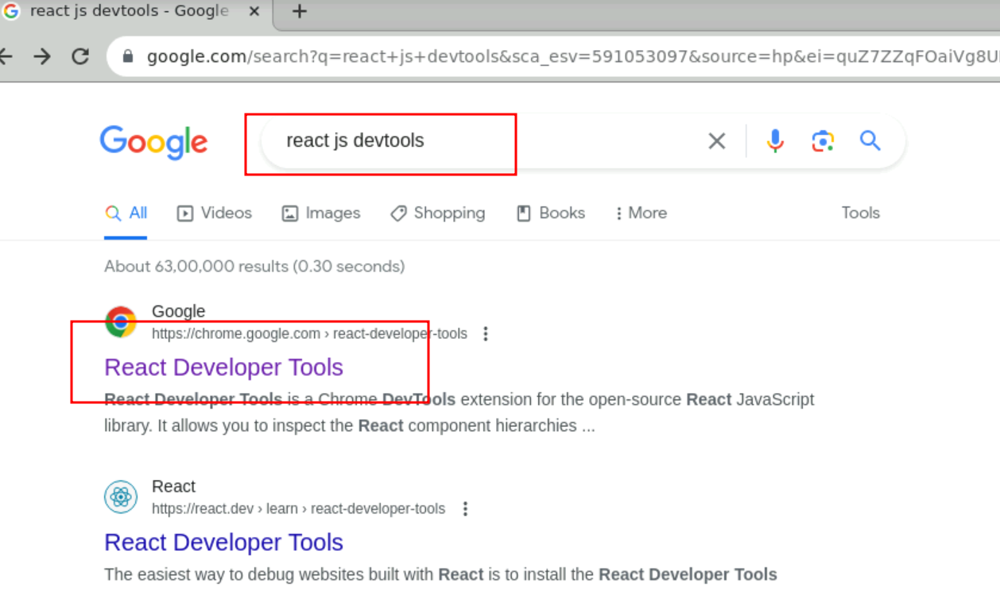 react js devtools - Google
google.com/search?q=react+js+devtools&sca_esv=591053097&source=hp&ei=quZ7ZZqFOaiVg8U
Google react js devtools
All Videos Images Shopping Books More Tools
About 63,00,000 results (0.30 seconds)
Google
https://chrome.google.com › react-developer-tools
React Developer Tools
React Developer Tools is a Chrome DevTools extension for the open-source React JavaScript
library. It allows you to inspect the React component hierarchies ...
React
https://react.dev › learn › react-developer-tools
React Developer Tools
The easiest way to debug websites built with React is to install the React Developer Tools